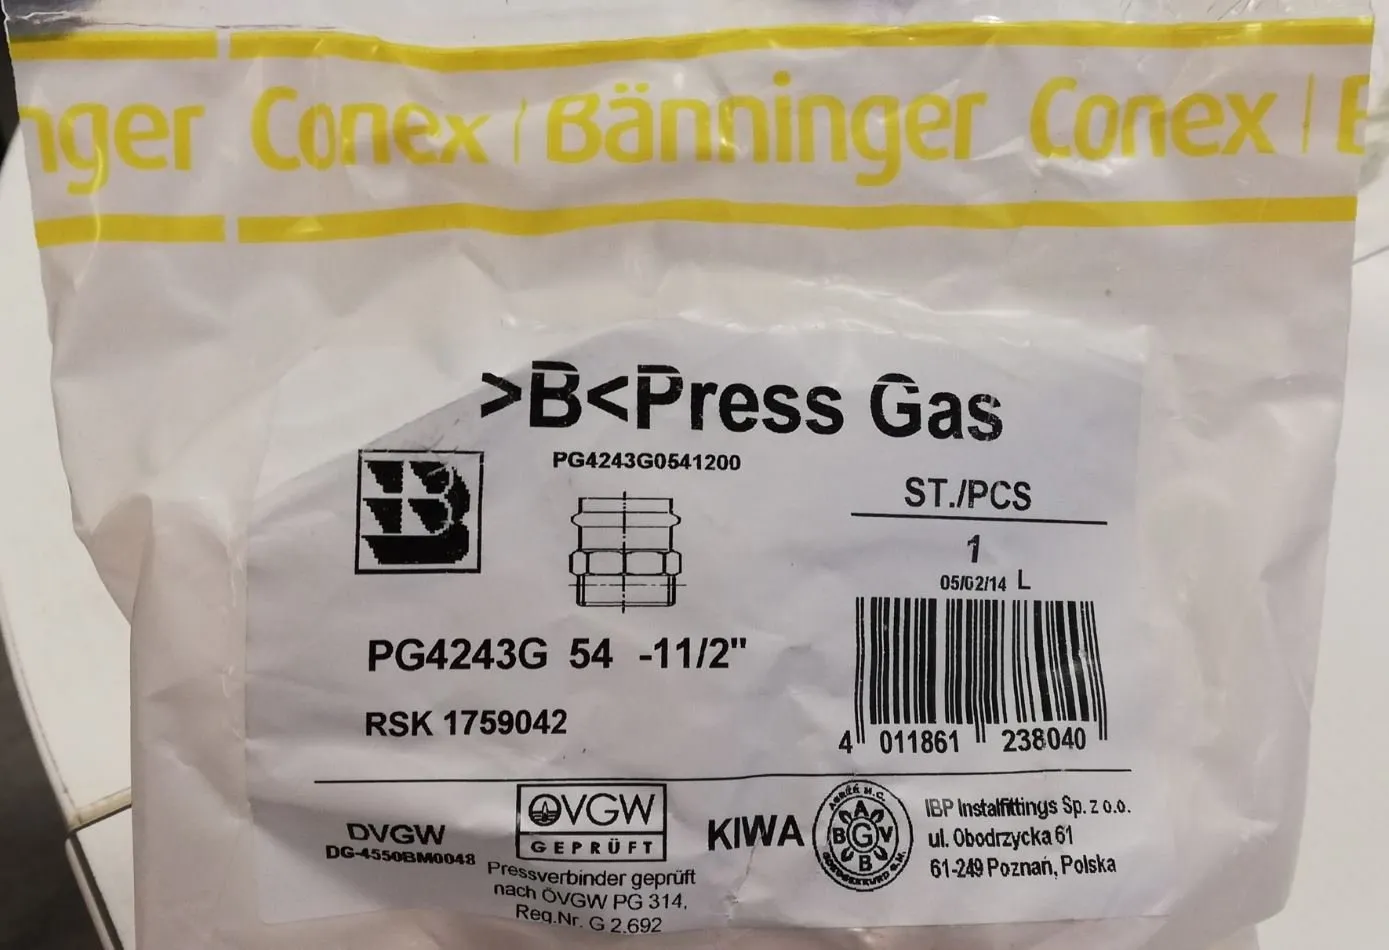 nger Conex | Bänninger Conex | B
>B<Press Gas
PG4243G0541200
ST./PCS
1
05/02/14 L
PG4243G 54 -11/2"
RSK 1759042
4 011861 238040
DVGW
DG-4550BM0048
ÖVGW
GEPRÜFT
Pressverbinder geprüft
nach ÖVGW PG 314,
Reg.Nr. G 2.692
KIWA
A
B G V
B
IBP Instalfittings Sp. z o.o.
ul. Obodrzycka 61
61-249 Poznań, Polska